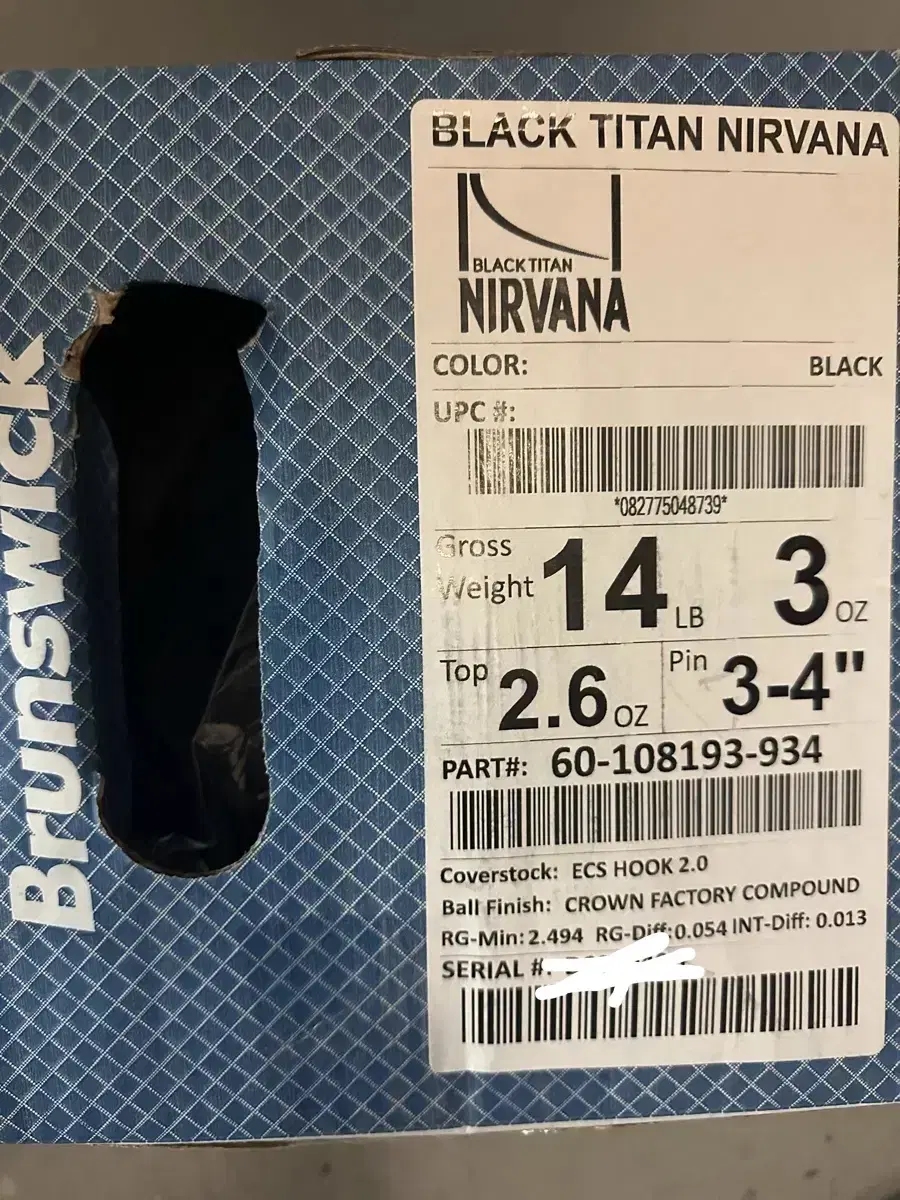 Brunswick
BLACK TITAN NIRVANA
BLACK TITAN
NIRVANA
COLOR: BLACK
UPC #:
*082775048739*
Gross Weight 14 LB 3 OZ
Top 2.6 OZ Pin 3-4"
PART#: 60-108193-934
Coverstock: ECS HOOK 2.0
Ball Finish: CROWN FACTORY COMPOUND
RG-Min: 2.494 RG-Diff: 0.054 INT-Diff: 0.013
SERIAL #: